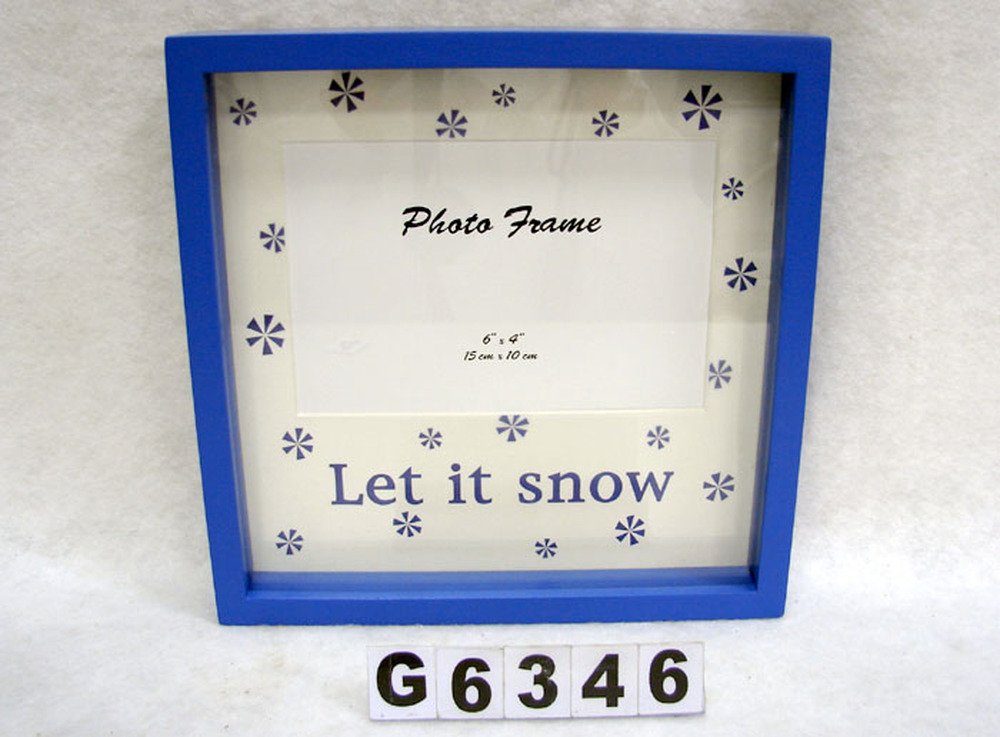 Photo Frame
6" x 4"
15 cm x 10 cm
Let it snow
G6346